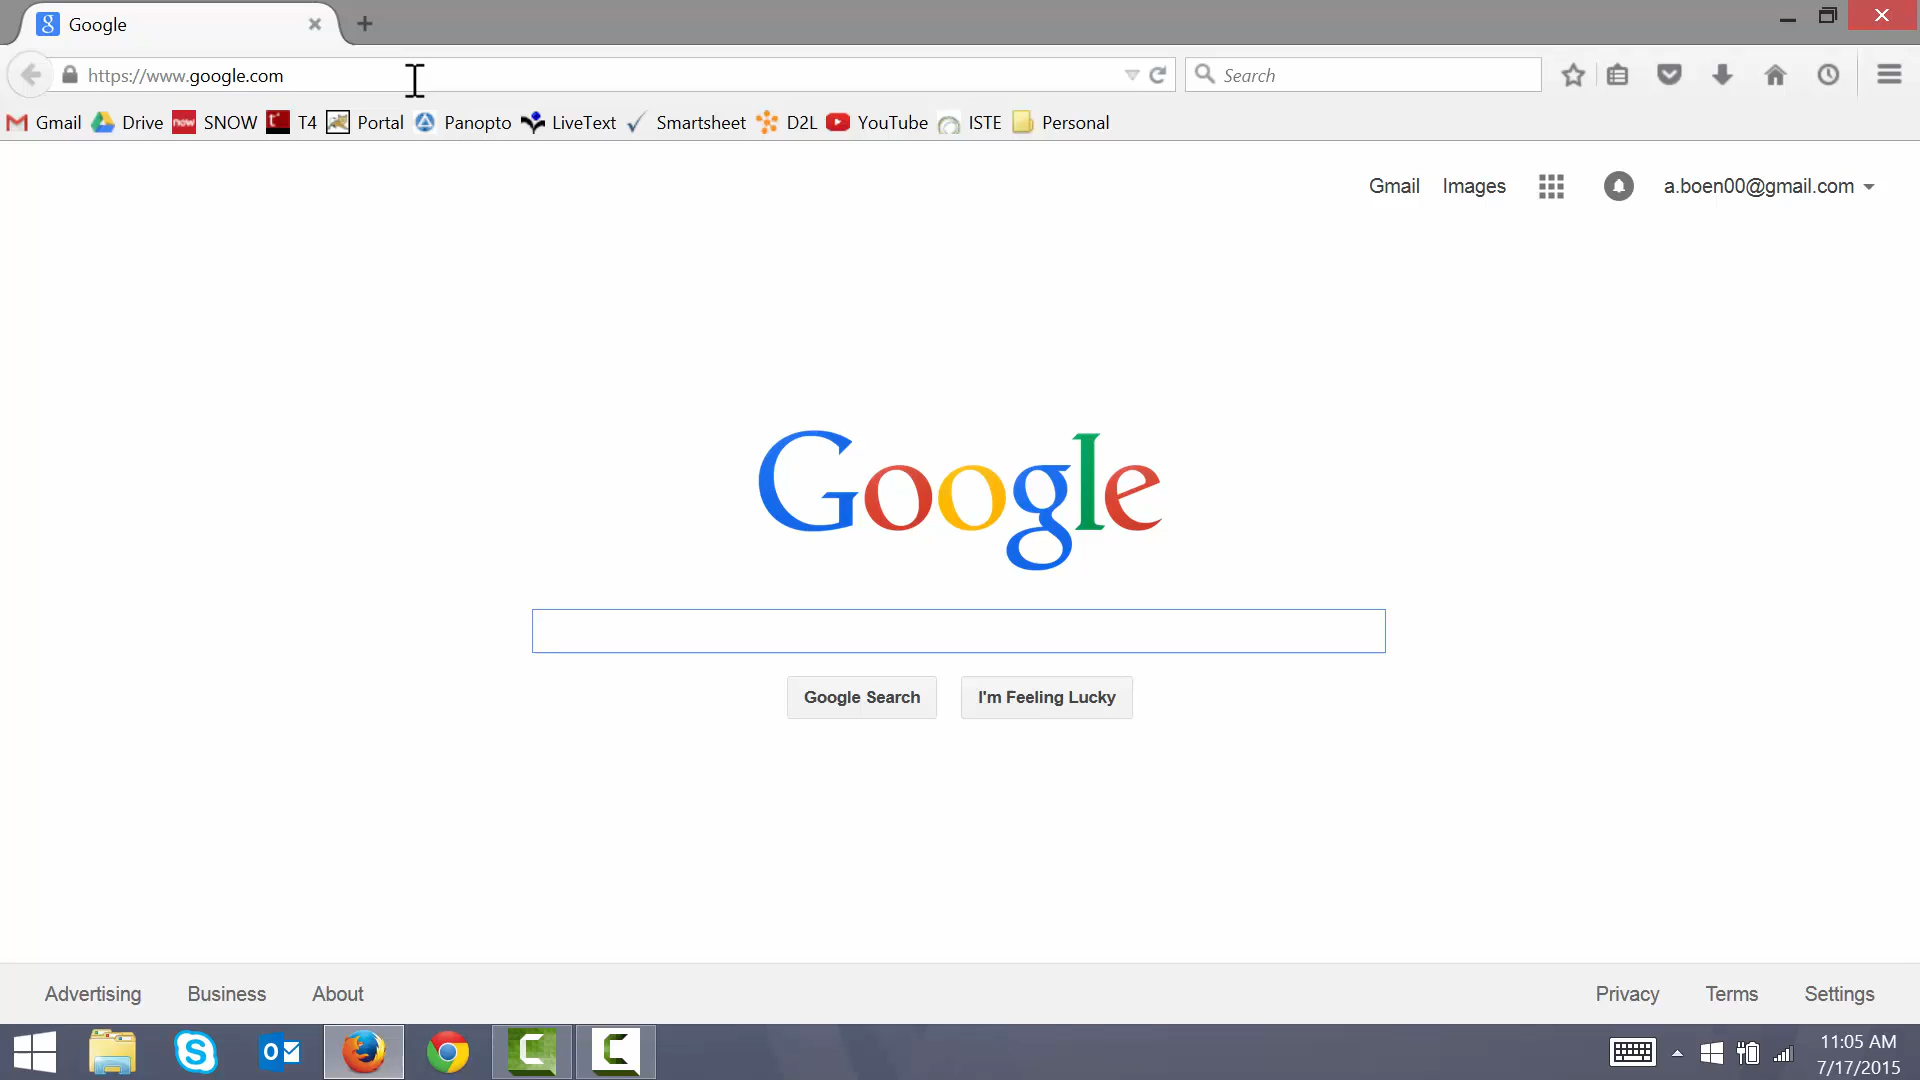 Google
https://www.google.com
Search
Gmail Drive SNOW T4 Portal Panopto LiveText Smartsheet D2L YouTube ISTE Personal
Gmail Images a.boen00@gmail.com
Google
Google Search I'm Feeling Lucky
Advertising Business About Privacy Terms Settings
11:05 AM
7/17/2015